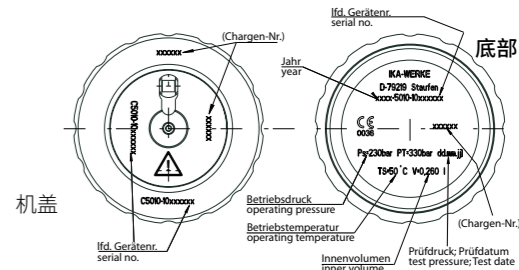 lfd. Gerätenr.
serial no.
(Chargen-Nr.)
xxxxxx
底部
Jahr
year
IKA-WERKE
D-79219 Staufen
xxxx-5010-10xxxxxx
C5010-10xxxxxx
xxxxxx
CE
0036
xxxxxx
Ps=230bar PT=330bar dd.mm.jj
TS=50°C V=0,260 l
机盖
C5010-10xxxxxx
Betriebsdruck
operating pressure
Betriebstemperatur
operating temperature
(Chargen-Nr.)
lfd. Gerätenr.
serial no.
Innenvolumen
inner volume
Prüfdruck; Prüfdatum
test pressure; Test date